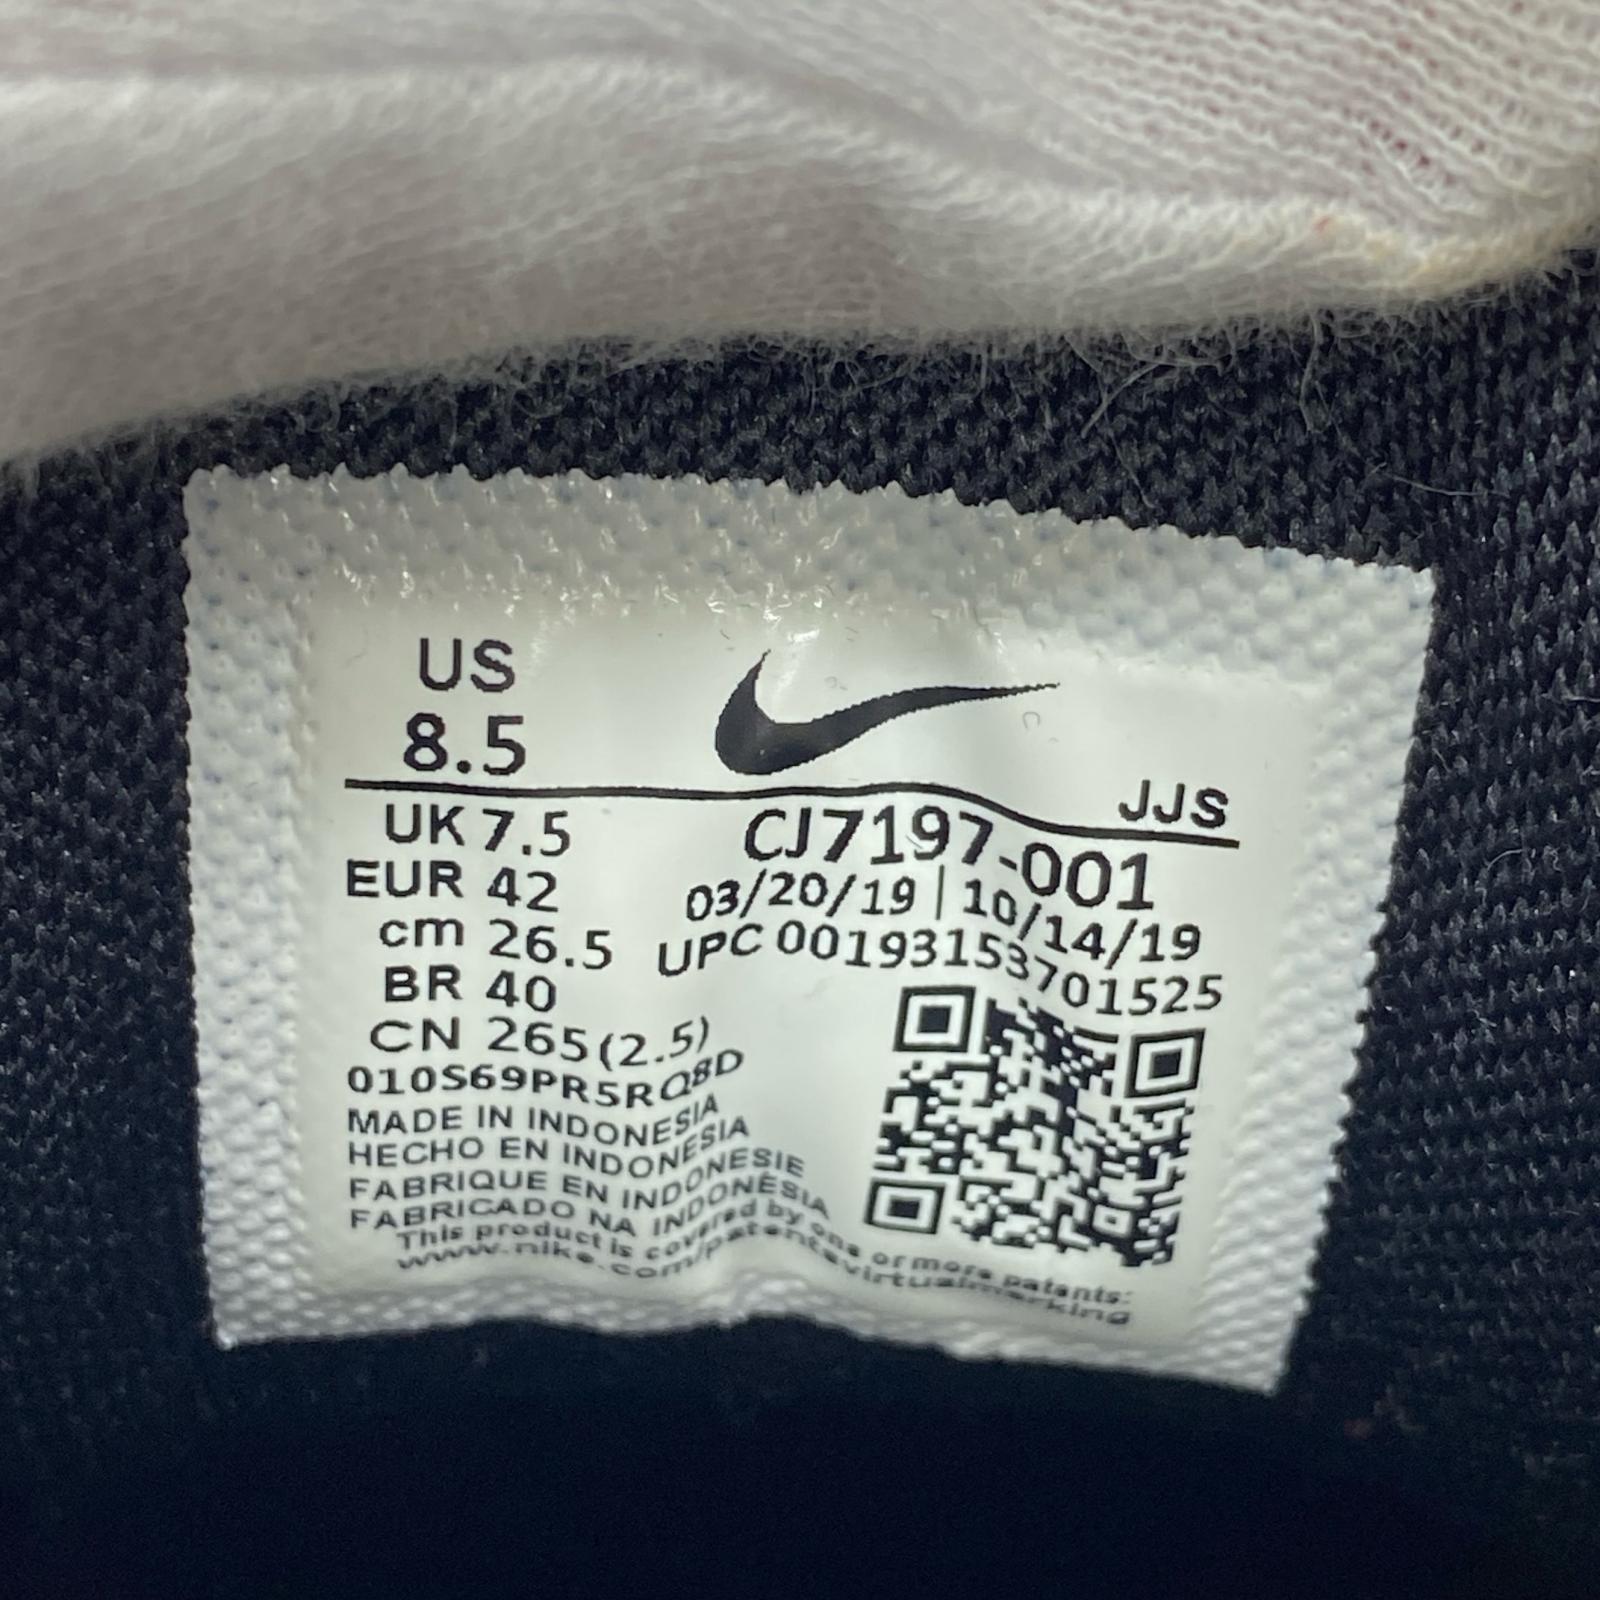 US
8.5
JJS
UK 7.5
EUR 42
cm 26.5
BR 40
CN 265(2.5)
CJ7197-001
03/20/19 | 10/14/19
UPC 00193153701525
010S69PR5RQ8D
MADE IN INDONESIA
HECHO EN INDONESIA
FABRIQUE EN INDONESIE
FABRICADO NA INDONÉSIA
This product is covered by one or more patents:
www.nike.com/patentsvirtualmarking